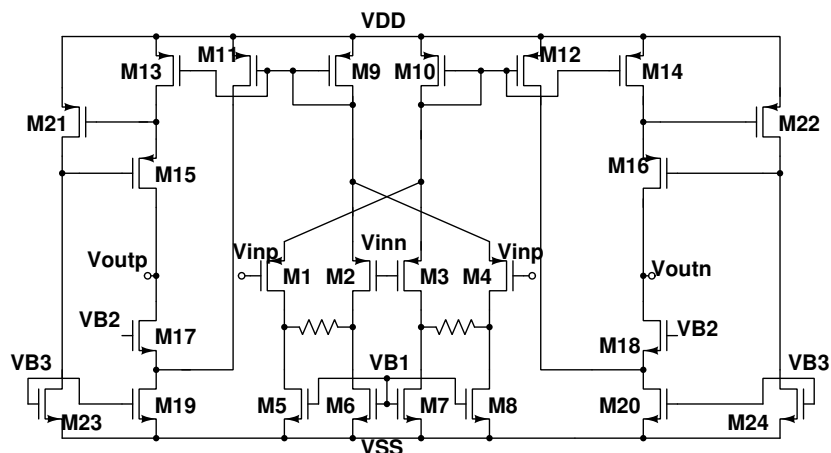 VDD
M13
M11
M9
M10
M12
M14
M21
M22
M15
M16
Vinp
Vinn
Vinp
Voutp
M1
M2
M3
M4
Voutn
VB2
M17
M18
VB2
VB3
VB1
VB3
M23
M19
M5
M6
M7
M8
M20
M24
VSS